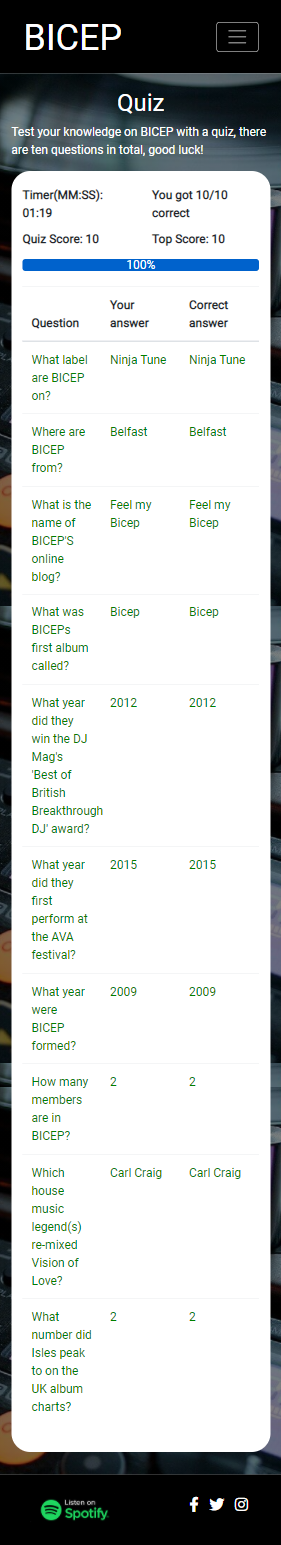 BICEP
Quiz
Test your knowledge on BICEP with a quiz, there
are ten questions in total, good luck!
Timer(MM:SS):
01:19
You got 10/10
correct
Quiz Score: 10
Top Score: 10
100%
Question
Your
answer
Correct
answer
What label
are BICEP
on?
Ninja Tune
Ninja Tune
Where are
BICEP
from?
Belfast
Belfast
What is the
name of
BICEP'S
online
blog?
Feel my
Bicep
Feel my
Bicep
What was
BICEPs
first album
called?
Bicep
Bicep
What year
did they
win the DJ
Mag's
'Best of
British
Breakthrough
DJ' award?
2012
2012
What year
did they
first
perform at
the AVA
festival?
2015
2015
What year
were
BICEP
formed?
2009
2009
How many
members
are in
BICEP?
2
2
Which
house
music
legend(s)
re-mixed
Vision of
Love?
Carl Craig
Carl Craig
What
number did
Isles peak
to on the
UK album
charts?
2
2
Listen on
Spotify